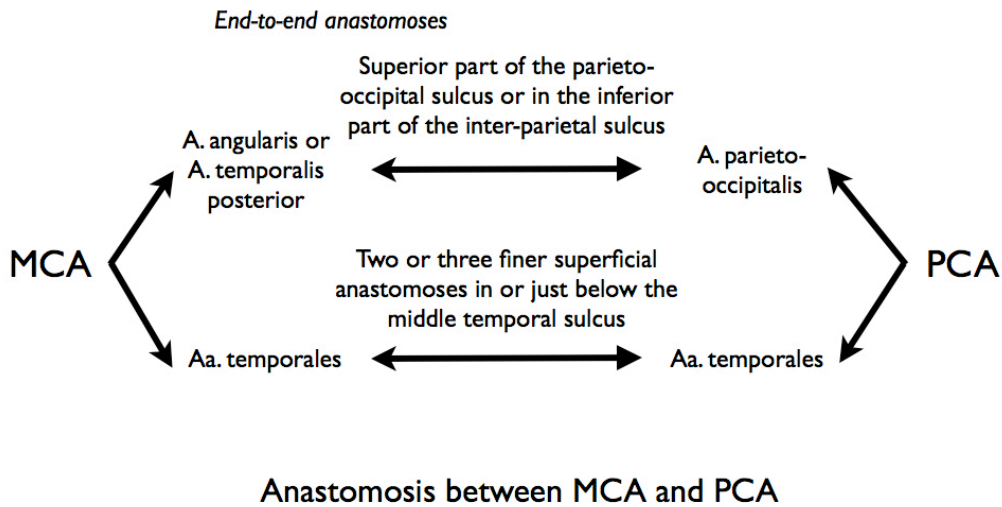 End-to-end anastomoses
Superior part of the parieto-
occipital sulcus or in the inferior
part of the inter-parietal sulcus
A. angularis or
A. temporalis
posterior
A. parieto-
occipitalis
MCA
Two or three finer superficial
anastomoses in or just below the
middle temporal sulcus
PCA
Aa. temporales
Aa. temporales
Anastomosis between MCA and PCA